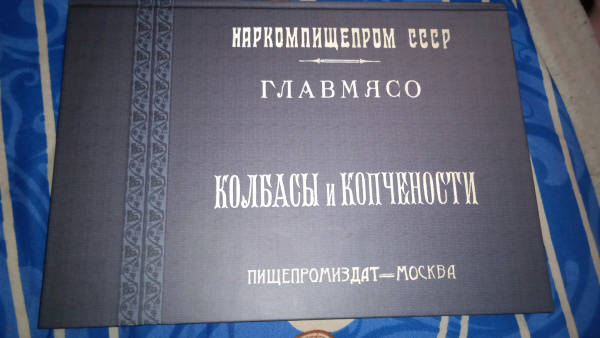 НАРКОМПИЩЕПРОМ СССР
ГЛАВМЯСО
КОЛБАСЫ и КОПЧЕНОСТИ
ПИЩЕПРОМИЗДАТ—МОСКВА